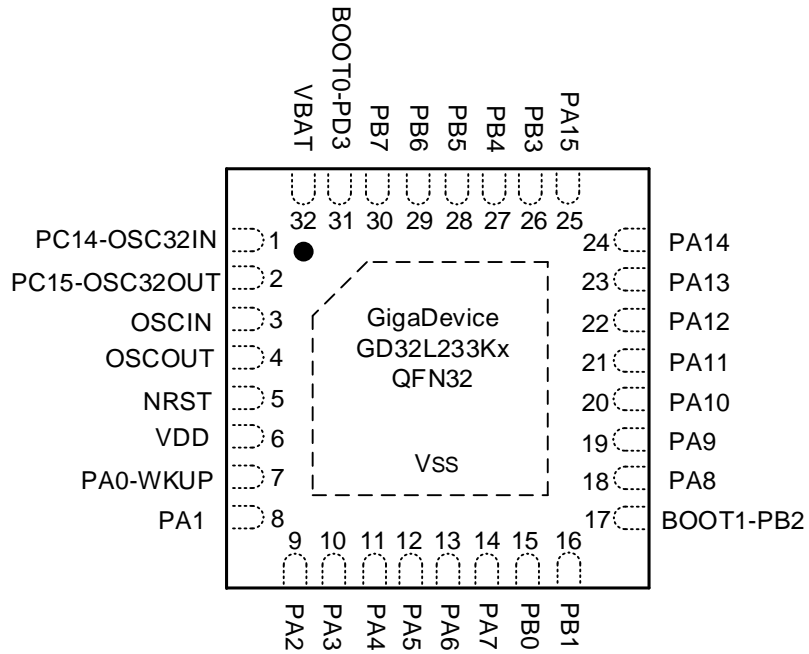 VBAT
BOOT0-PD3
PB7
PB6
PB5
PB4
PB3
PA15
32
31
30
29
28
27
26
25
PC14-OSC32IN 1
PC15-OSC32OUT 2
OSCIN 3
OSCOUT 4
NRST 5
VDD 6
PA0-WKUP 7
PA1 8
GigaDevice
GD32L233Kx
QFN32
Vss
24 PA14
23 PA13
22 PA12
21 PA11
20 PA10
19 PA9
18 PA8
17 BOOT1-PB2
9
10
11
12
13
14
15
16
PA2
PA3
PA4
PA5
PA6
PA7
PB0
PB1